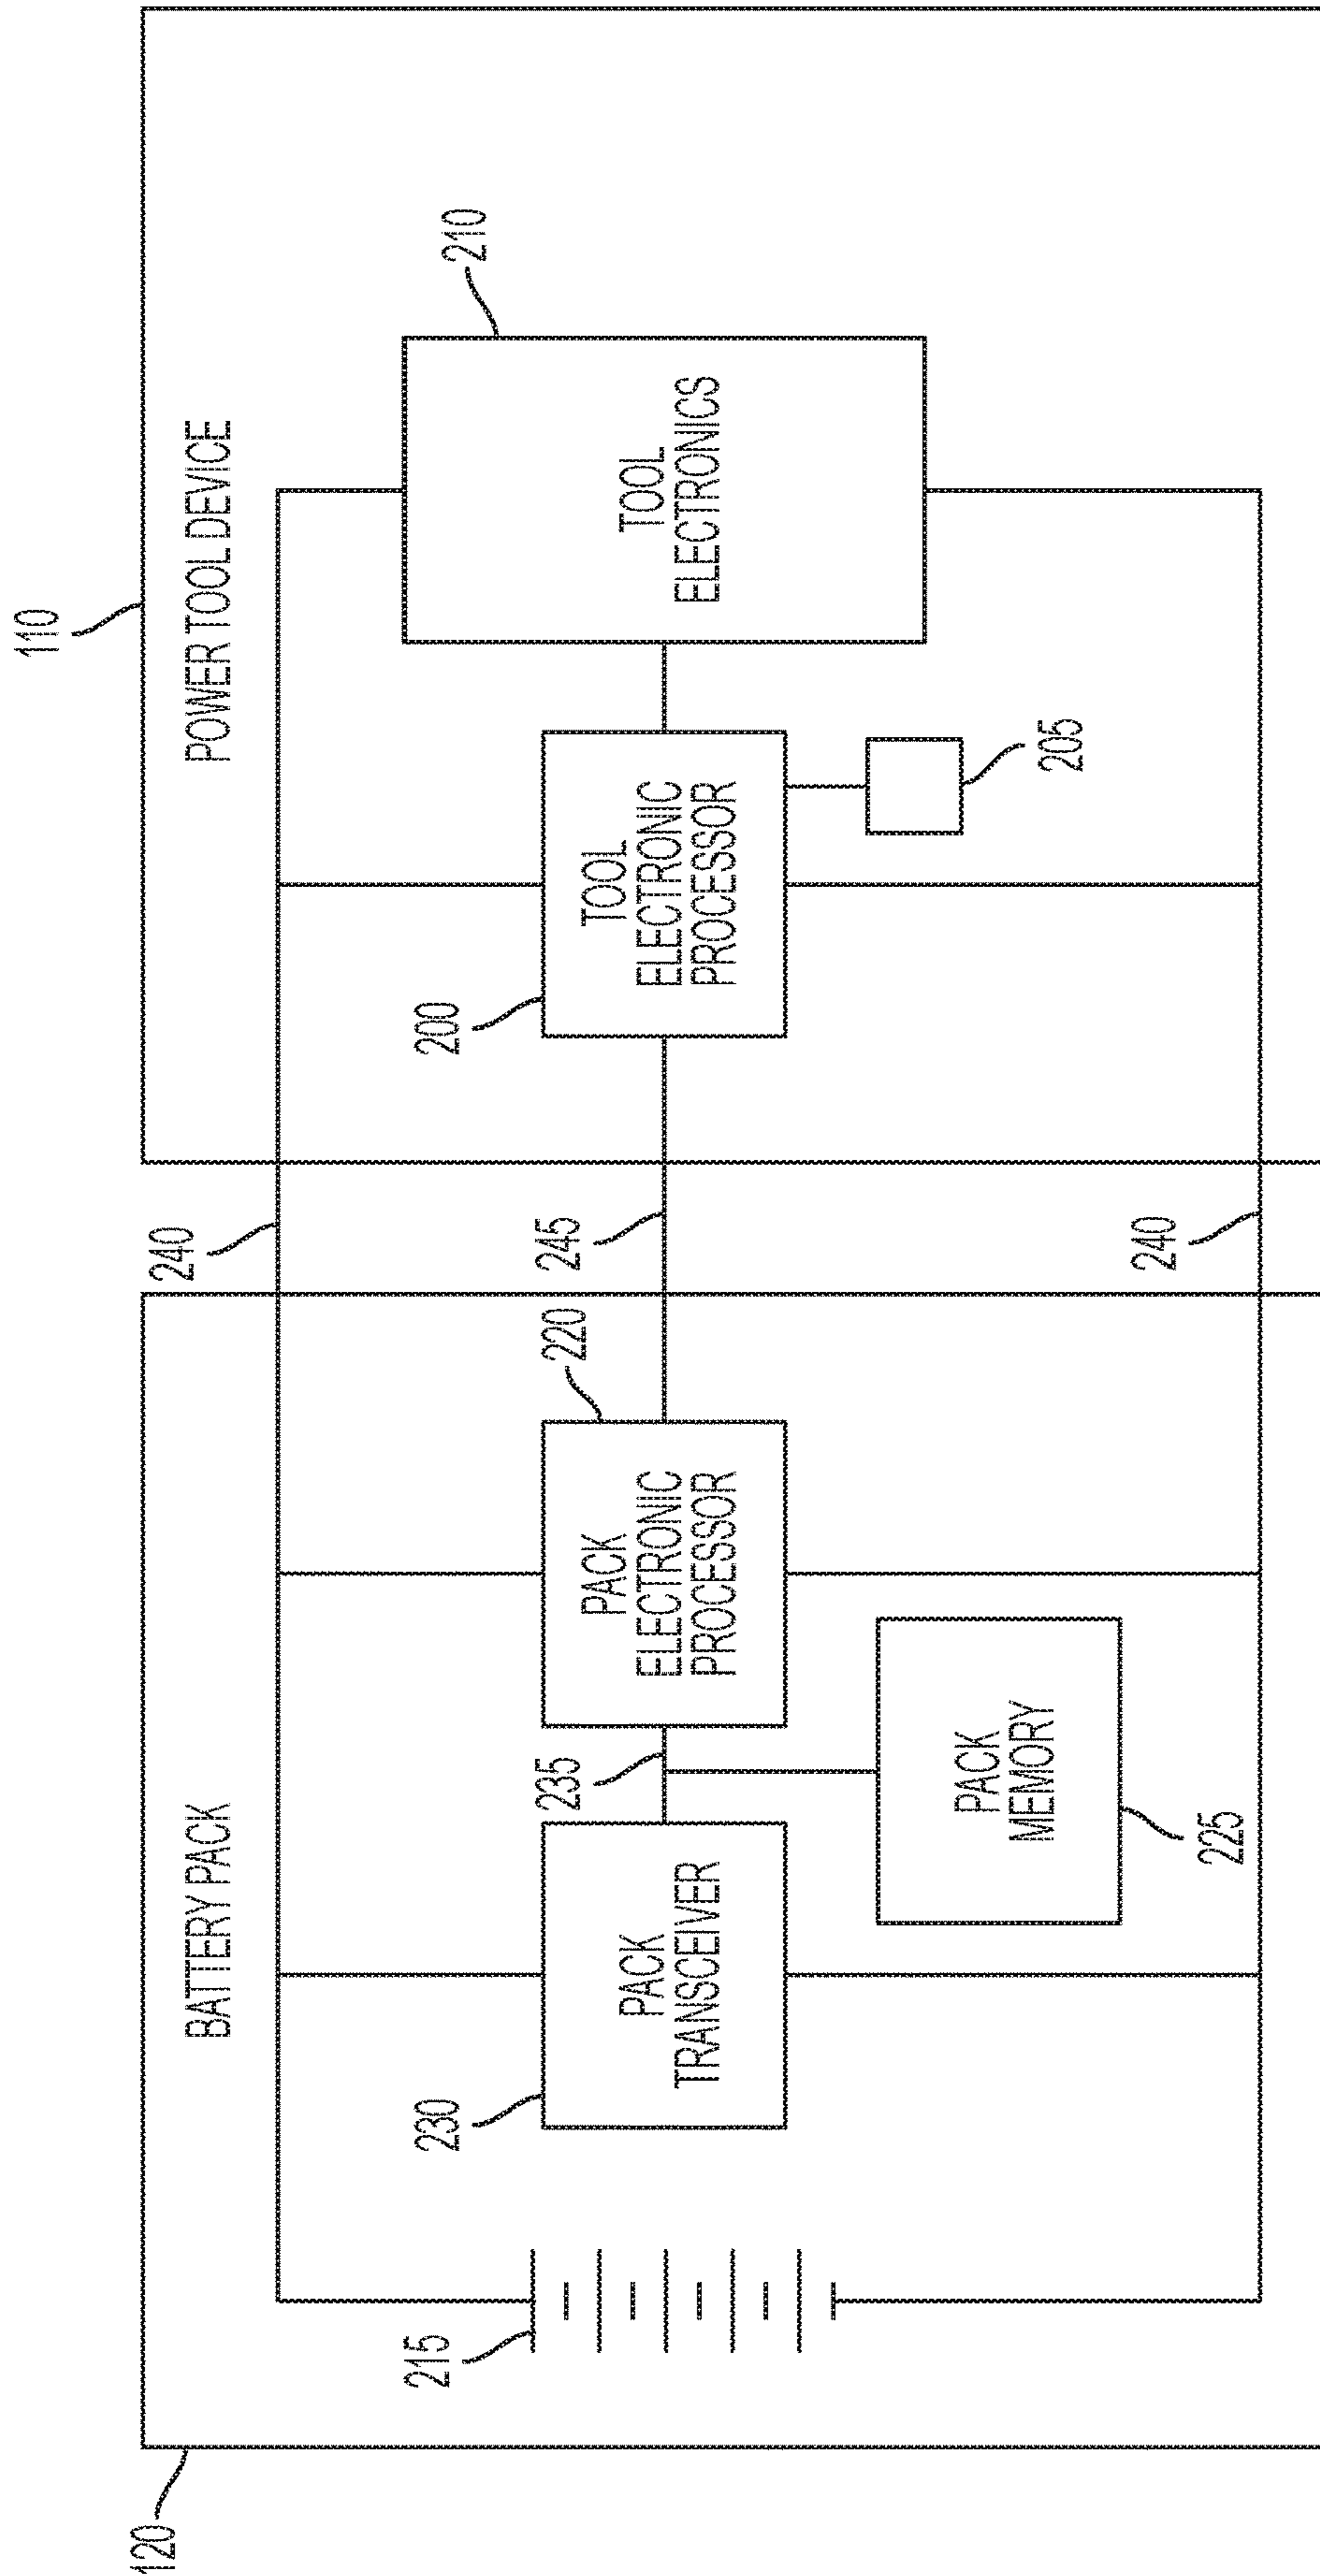 120
110
BATTERY PACK
POWER TOOL DEVICE
240
215
230
PACK
TRANSCEIVER
235
PACK
ELECTRONIC
PROCESSOR
220
245
200
TOOL
ELECTRONIC
PROCESSOR
210
TOOL
ELECTRONICS
PACK
MEMORY
225
205
240